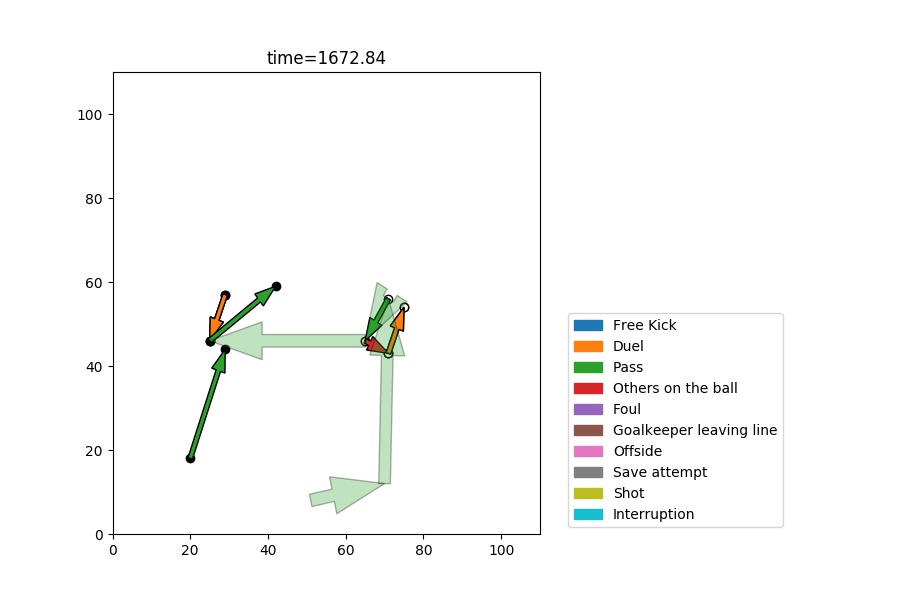 time=1672.84
100
80
60
40
20
0
0 20 40 60 80 100
Free Kick
Duel
Pass
Others on the ball
Foul
Goalkeeper leaving line
Offside
Save attempt
Shot
Interruption